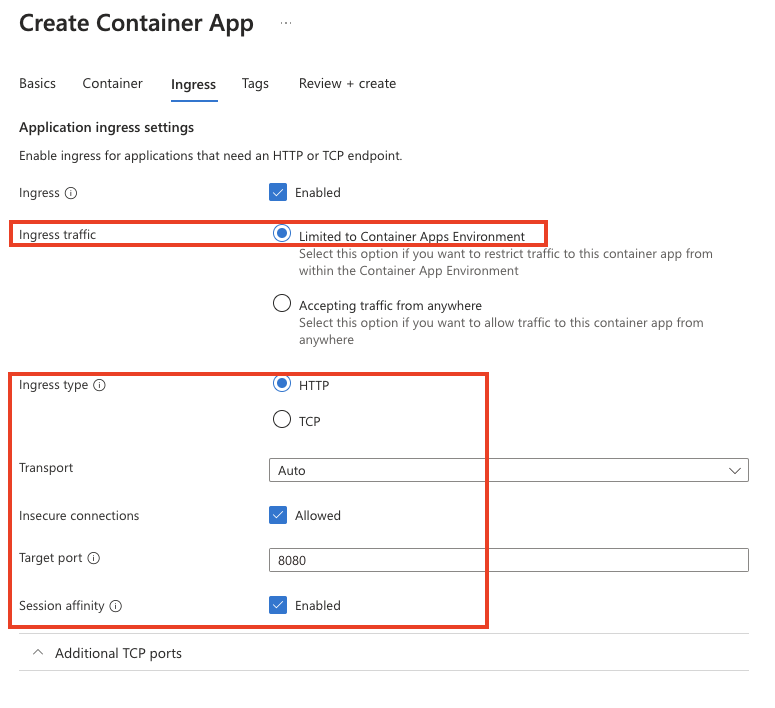 Create Container App ...
Basics Container Ingress Tags Review + create
Application ingress settings
Enable ingress for applications that need an HTTP or TCP endpoint.
Ingress Enabled
Ingress traffic Limited to Container Apps Environment
Select this option if you want to restrict traffic to this container app from
within the Container App Environment
Accepting traffic from anywhere
Select this option if you want to allow traffic to this container app from
anywhere
Ingress type HTTP
TCP
Transport Auto
Insecure connections Allowed
Target port 8080
Session affinity Enabled
Additional TCP ports